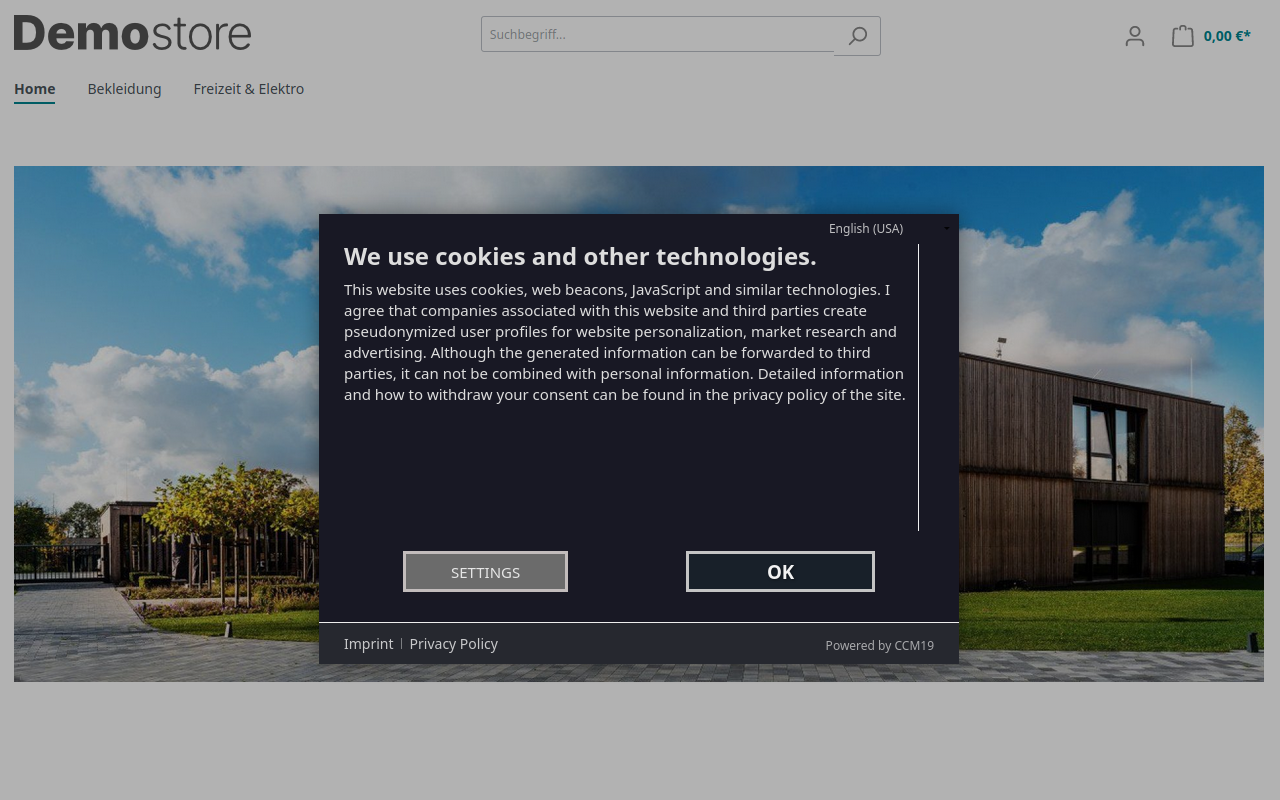 Demostore
Suchbegriff...
0,00 €*
Home
Bekleidung
Freizeit & Elektro
English (USA)
We use cookies and other technologies.
This website uses cookies, web beacons, JavaScript and similar technologies. I
agree that companies associated with this website and third parties create
pseudonymized user profiles for website personalization, market research and
advertising. Although the generated information can be forwarded to third
parties, it can not be combined with personal information. Detailed information
and how to withdraw your consent can be found in the privacy policy of the site.
SETTINGS
OK
Imprint
Privacy Policy
Powered by CCM19